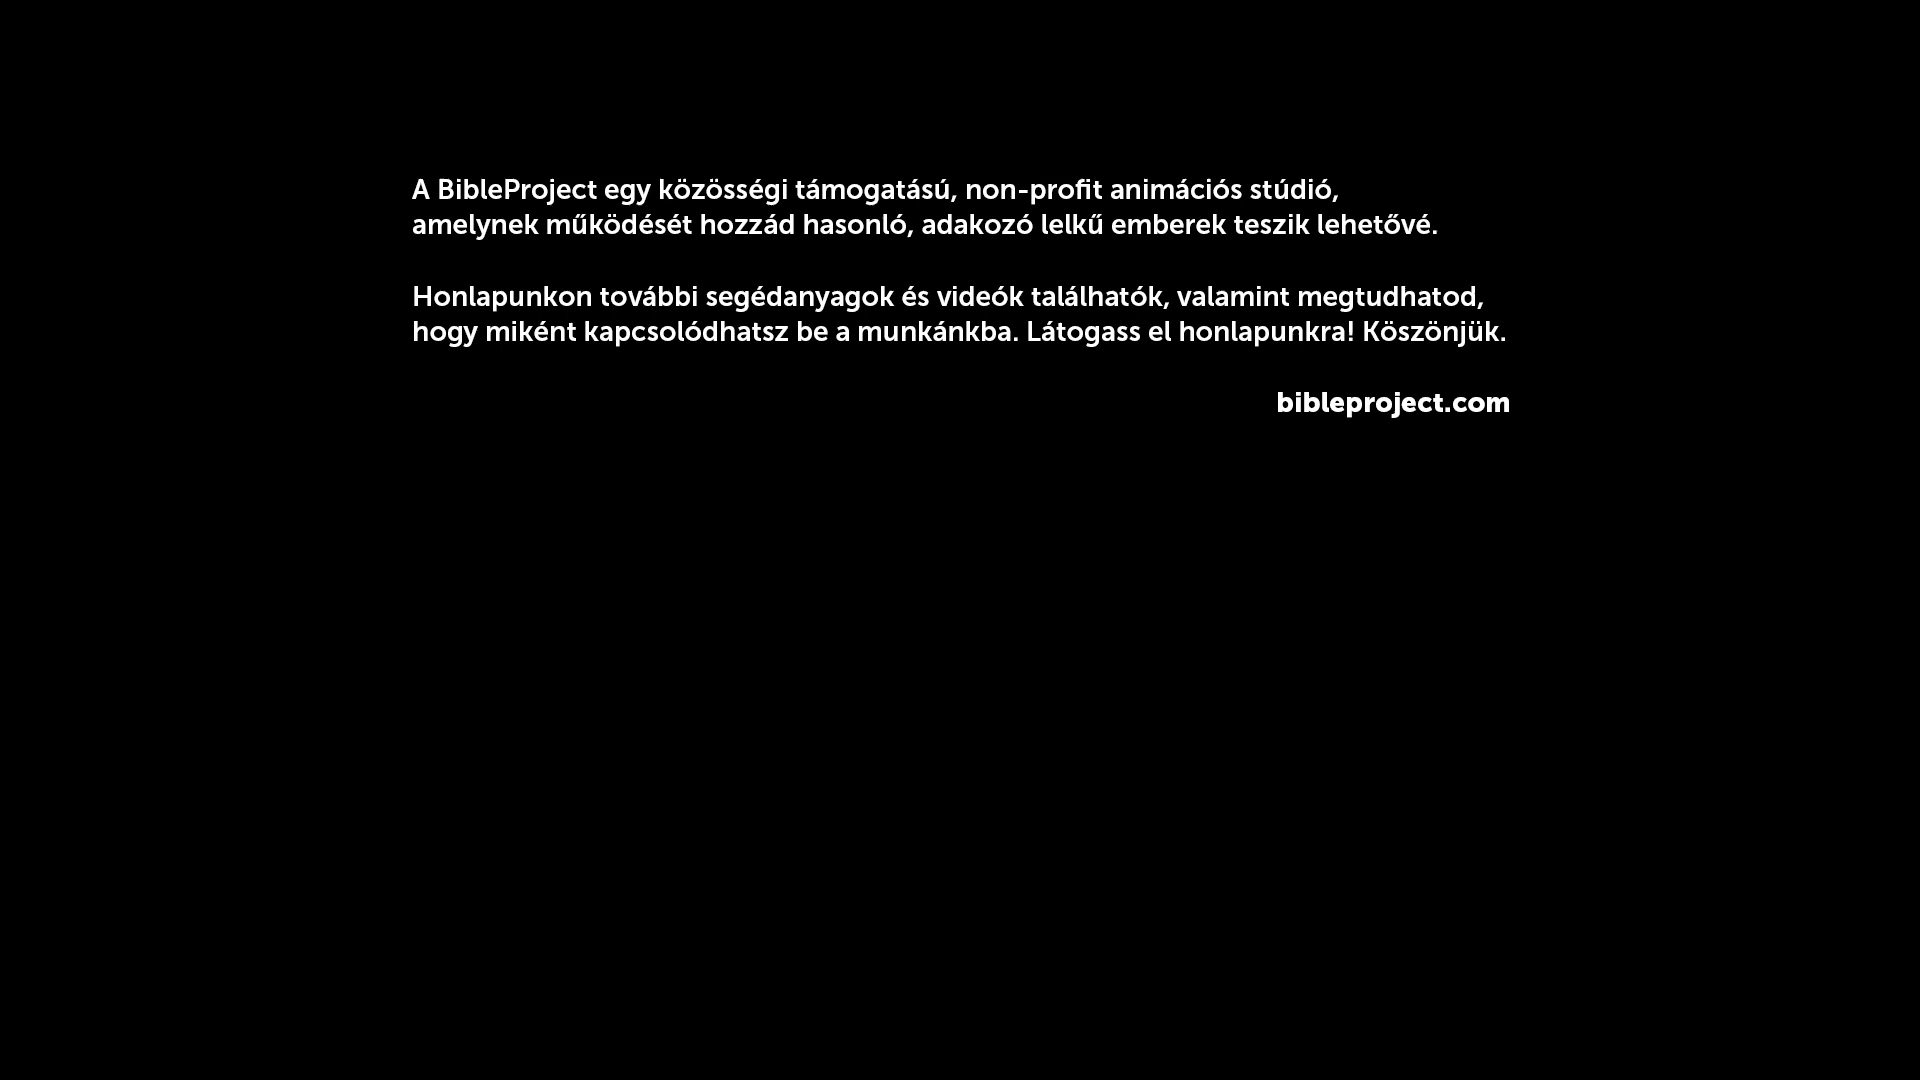 A BibleProject egy közösségi támogatású, non-profit animációs stúdió,
amelynek működését hozzád hasonló, adakozó lelkű emberek teszik lehetővé.
Honlapunkon további segédanyagok és videók találhatók, valamint megtudhatod,
hogy miként kapcsolódhatsz be a munkánkba. Látogass el honlapunkra! Köszönjük.
bibleproject.com